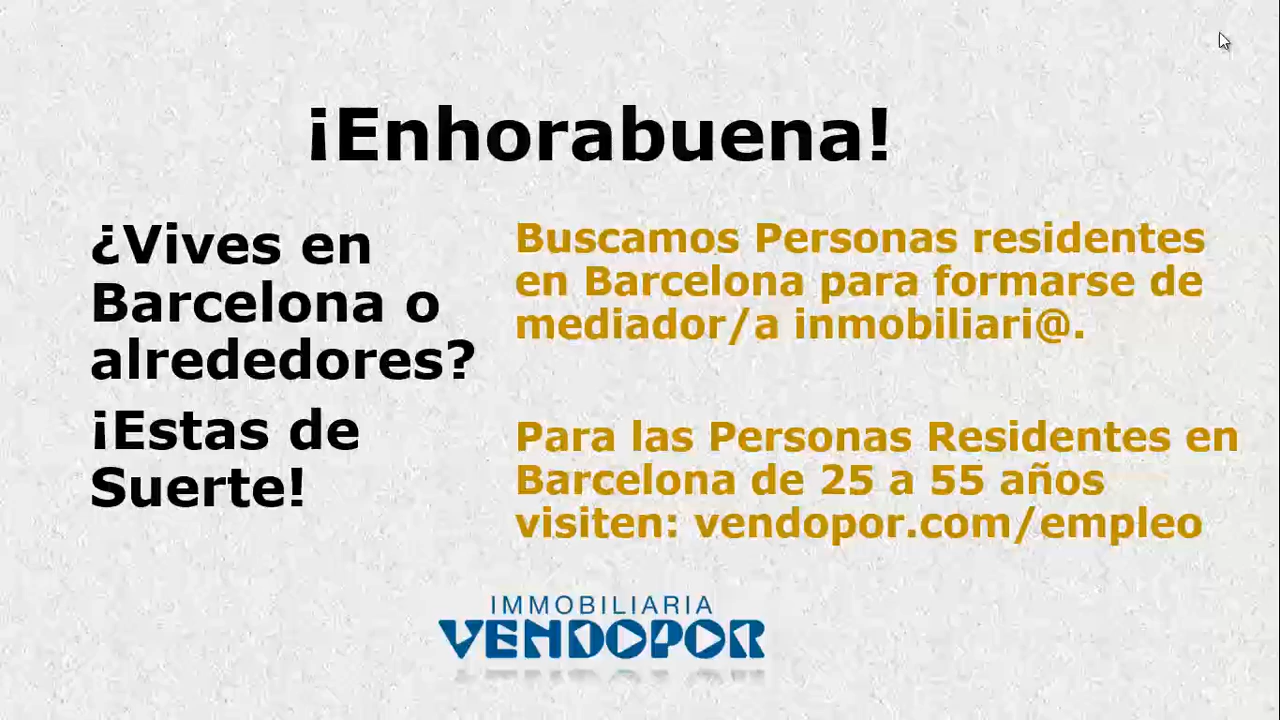 ¡Enhorabuena!
¿Vives en
Barcelona o
alrededores?
¡Estas de
Suerte!
Buscamos Personas residentes
en Barcelona para formarse de
mediador/a inmobiliari@.
Para las Personas Residentes en
Barcelona de 25 a 55 años
visiten: vendopor.com/empleo
IMMOBILIARIA
VENDOPOR